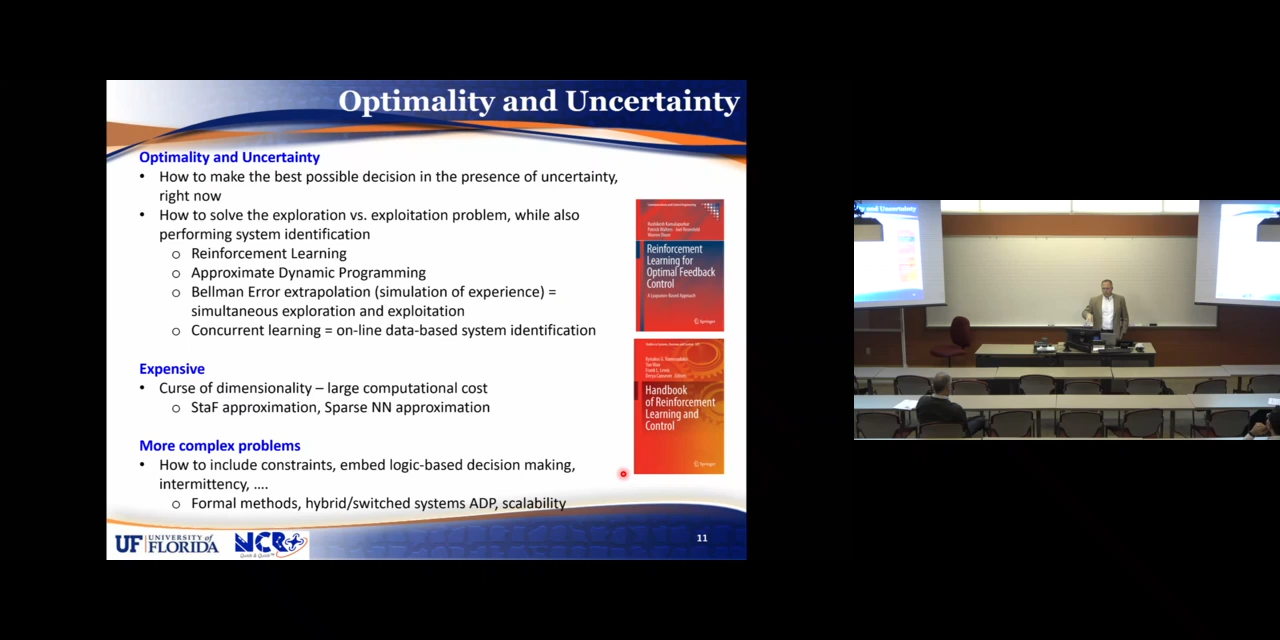 Optimality and Uncertainty
Optimality and Uncertainty
• How to make the best possible decision in the presence of uncertainty,
right now
• How to solve the exploration vs. exploitation problem, while also
performing system identification
o Reinforcement Learning
o Approximate Dynamic Programming
o Bellman Error extrapolation (simulation of experience) =
simultaneous exploration and exploitation
o Concurrent learning = on-line data-based system identification
Expensive
• Curse of dimensionality – large computational cost
o StaF approximation, Sparse NN approximation
More complex problems
• How to include constraints, embed logic-based decision making,
intermittency, ....
o Formal methods, hybrid/switched systems ADP, scalability
Reinforcement
Learning for
Optimal Feedback
Control
A Lyapunov-Based Approach
Springer
Handbook
of Reinforcement
Learning and
Control
Springer
UF UNIVERSITY of
FLORIDA
NCR
11